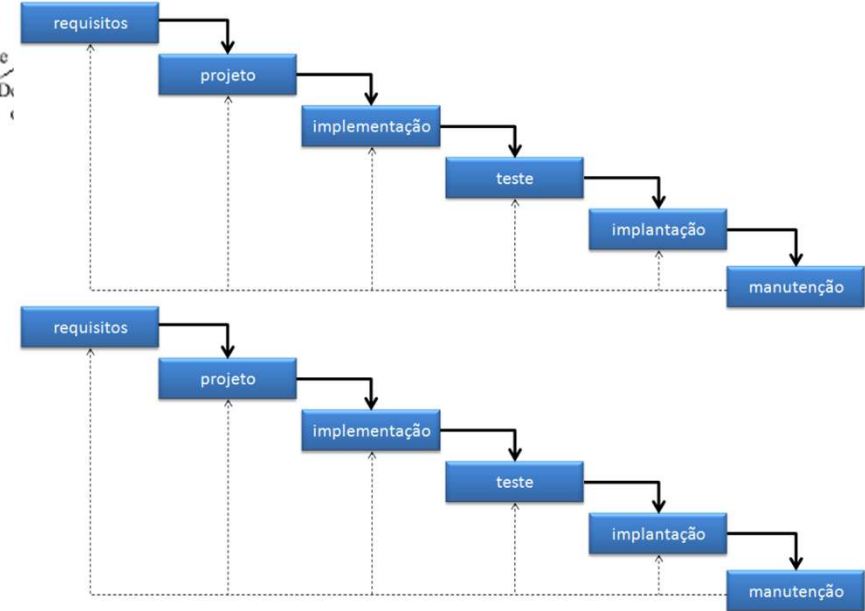 requisitos
projeto
implementação
teste
implantação
manutenção
requisitos
projeto
implementação
teste
implantação
manutenção